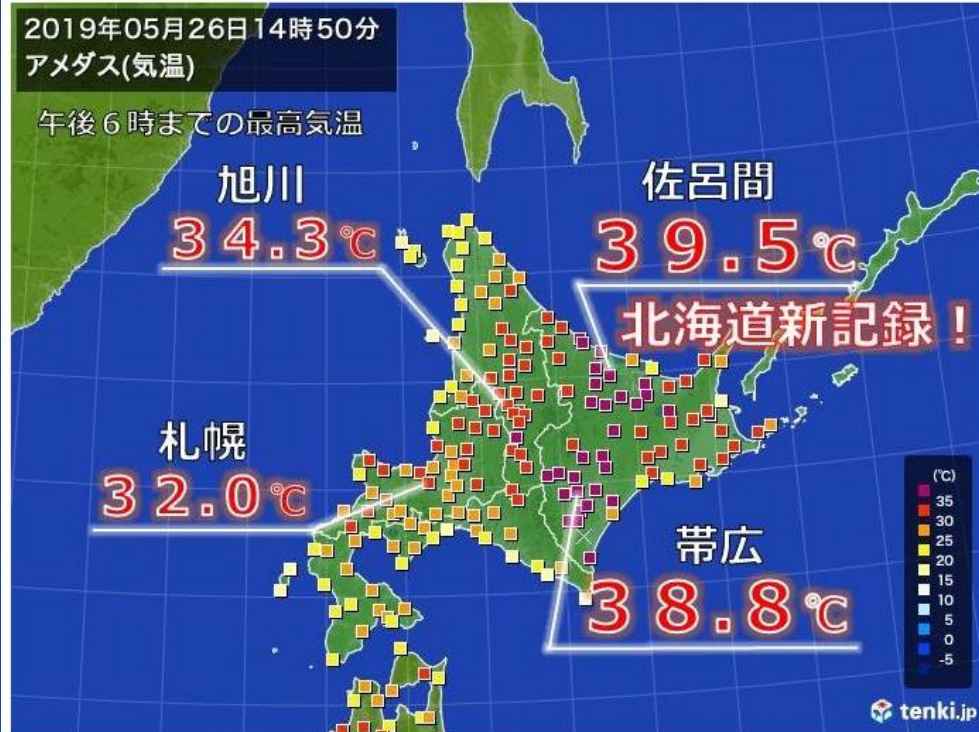 2019年05月26日14時50分
アメダス(気温)
午後6時までの最高気温
旭川
34.3℃
佐呂間
39.5℃
北海道新記録！
札幌
32.0℃
帯広
38.8℃
(℃)
35
30
25
20
15
10
5
0
-5
tenki.jp